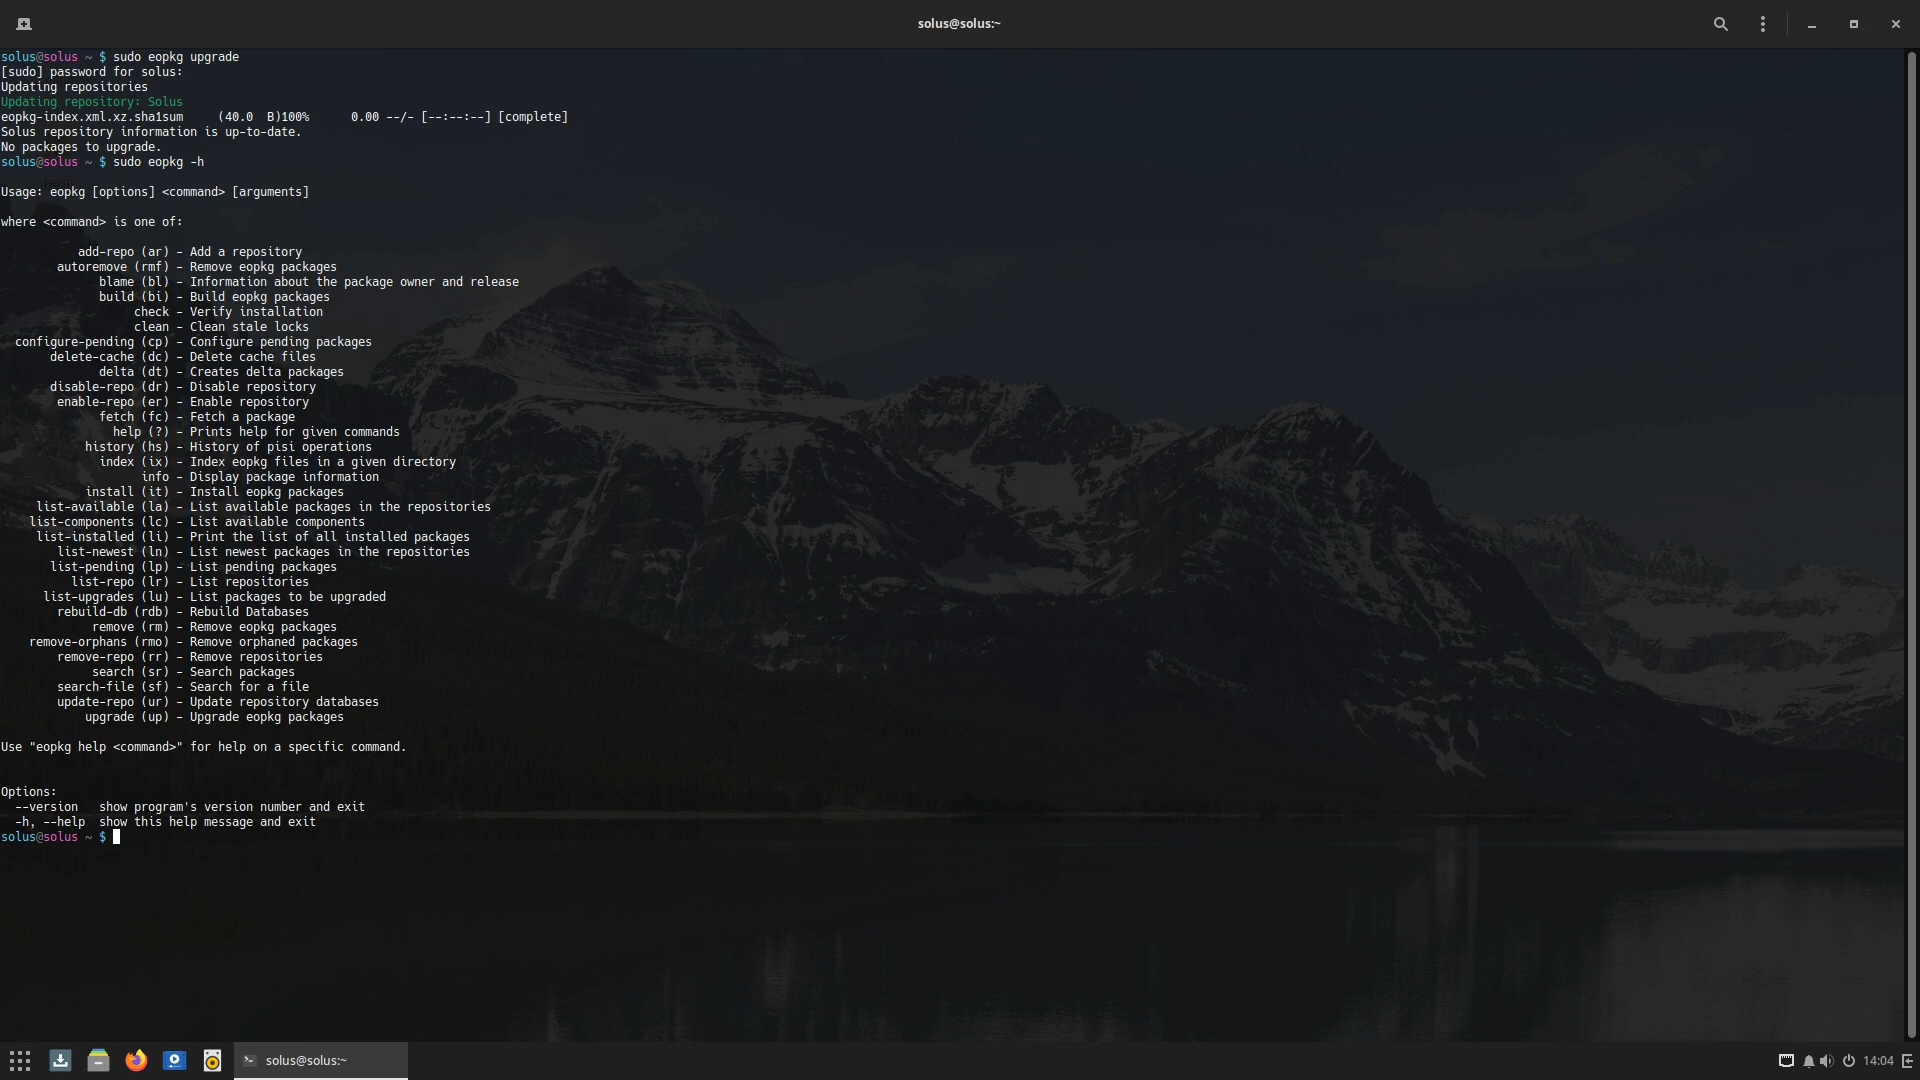 solus@solus:~
solus@solus ~ $ sudo eopkg upgrade
[sudo] password for solus:
Updating repositories
Updating repository: Solus
eopkg-index.xml.xz.sha1sum     (40.0  B)100%      0.00 --/- [--:--:--] [complete]
Solus repository information is up-to-date.
No packages to upgrade.
solus@solus ~ $ sudo eopkg -h
Usage: eopkg [options] <command> [arguments]
where <command> is one of:
add-repo (ar) - Add a repository
autoremove (rmf) - Remove eopkg packages
blame (bl) - Information about the package owner and release
build (bi) - Build eopkg packages
check - Verify installation
clean - Clean stale locks
configure-pending (cp) - Configure pending packages
delete-cache (dc) - Delete cache files
delta (dt) - Creates delta packages
disable-repo (dr) - Disable repository
enable-repo (er) - Enable repository
fetch (fc) - Fetch a package
help (?) - Prints help for given commands
history (hs) - History of pisi operations
index (ix) - Index eopkg files in a given directory
info - Display package information
install (it) - Install eopkg packages
list-available (la) - List available packages in the repositories
list-components (lc) - List available components
list-installed (li) - Print the list of all installed packages
list-newest (ln) - List newest packages in the repositories
list-pending (lp) - List pending packages
list-repo (lr) - List repositories
list-upgrades (lu) - List packages to be upgraded
rebuild-db (rdb) - Rebuild Databases
remove (rm) - Remove eopkg packages
remove-orphans (rmo) - Remove orphaned packages
remove-repo (rr) - Remove repositories
search (sr) - Search packages
search-file (sf) - Search for a file
update-repo (ur) - Update repository databases
upgrade (up) - Upgrade eopkg packages
Use "eopkg help <command>" for help on a specific command.
Options:
--version   show program's version number and exit
-h, --help  show this help message and exit
solus@solus ~ $
solus@solus:~
14:04